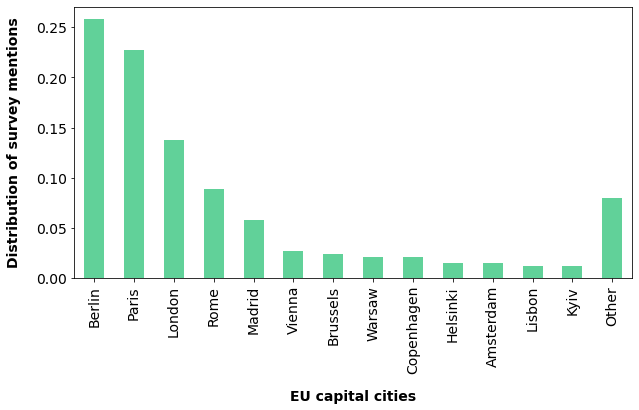 Distribution of survey mentions
0.25
0.20
0.15
0.10
0.05
0.00
Berlin
Paris
London
Rome
Madrid
Vienna
Brussels
Warsaw
Copenhagen
Helsinki
Amsterdam
Lisbon
Kyiv
Other
EU capital cities